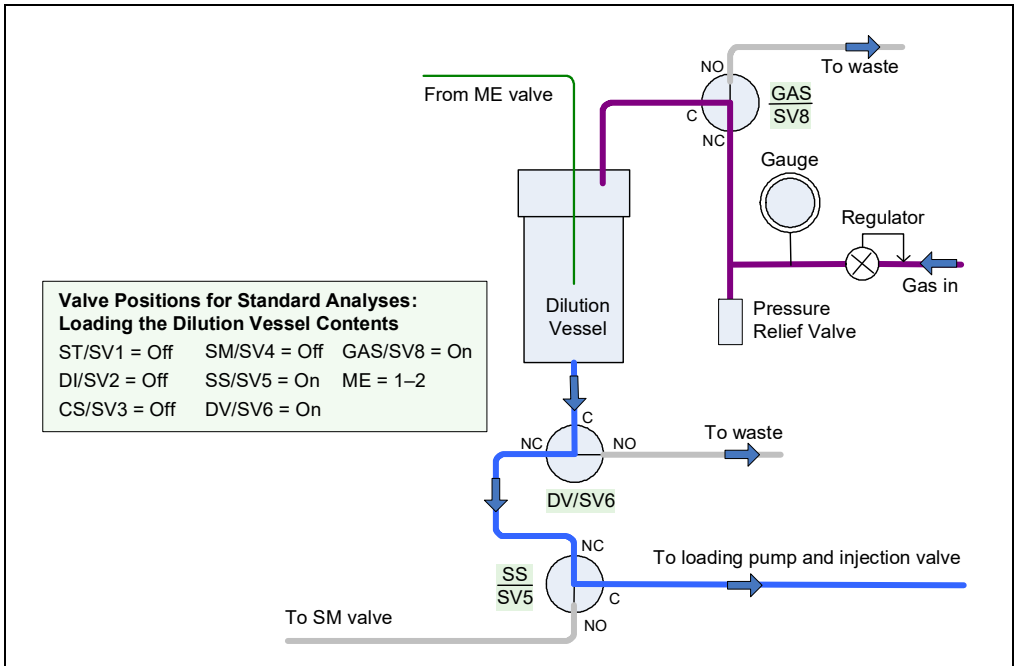 NO
To waste
From ME valve
GAS
SV8
C
NC
Gauge
Regulator
Gas in
Dilution
Vessel
Pressure
Relief Valve
Valve Positions for Standard Analyses:
Loading the Dilution Vessel Contents
ST/SV1 = Off SM/SV4 = Off GAS/SV8 = On
DI/SV2 = Off SS/SV5 = On ME = 1–2
CS/SV3 = Off DV/SV6 = On
C
NC
NO
To waste
DV/SV6
NC
To loading pump and injection valve
SS
SV5
C
NO
To SM valve